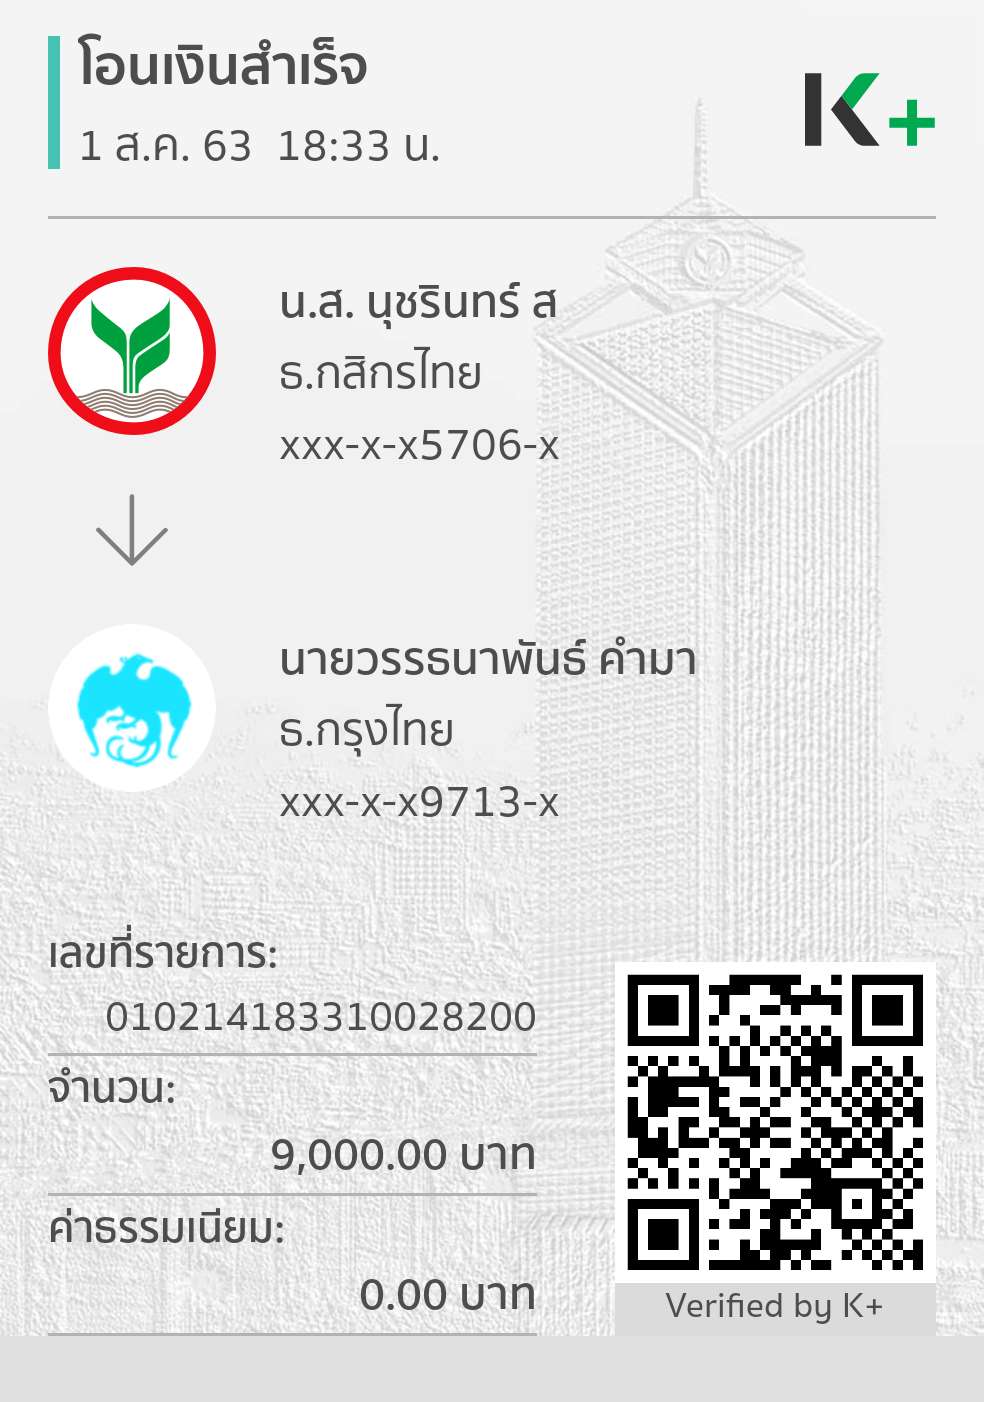 โอนเงินสำเร็จ
1 ส.ค. 63  18:33 น.
K+
น.ส. นุชรินทร์ ส
ธ.กสิกรไทย
xxx-x-x5706-x
นายวรรธนาพันธ์ คำมา
ธ.กรุงไทย
xxx-x-x9713-x
เลขที่รายการ:
010214183310028200
จำนวน:
9,000.00 บาท
ค่าธรรมเนียม:
0.00 บาท
Verified by K+